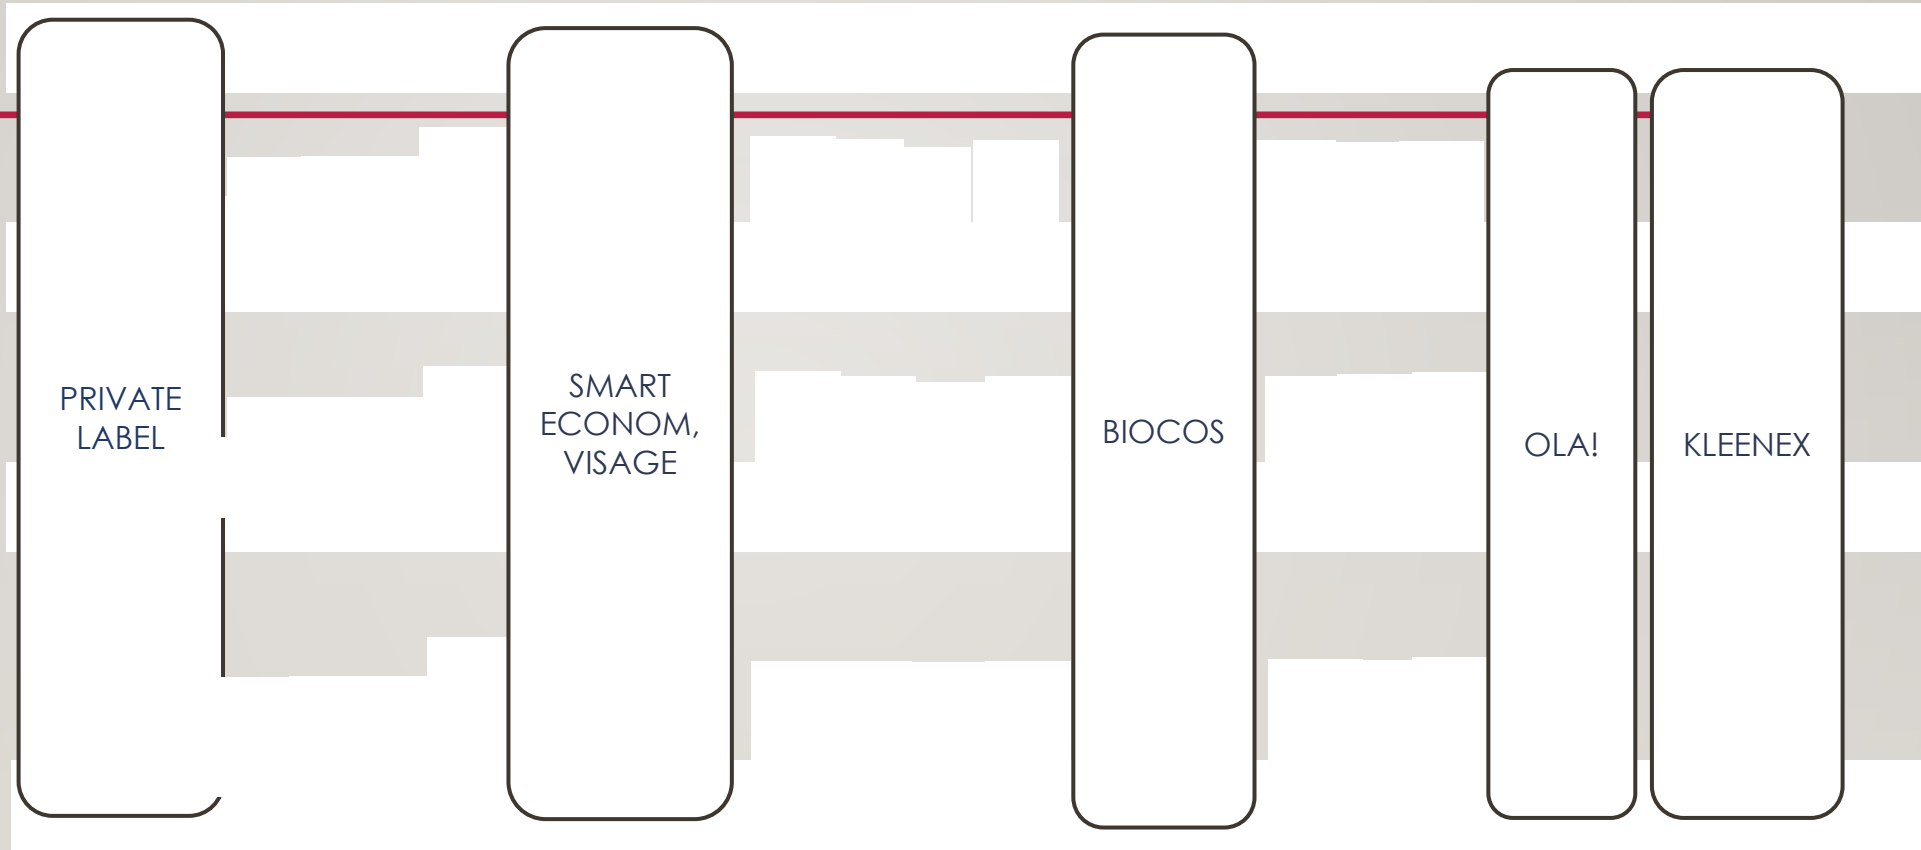 PRIVATE
LABEL
SMART
ECONOM,
VISAGE
BIOCOS
OLA!
KLEENEX